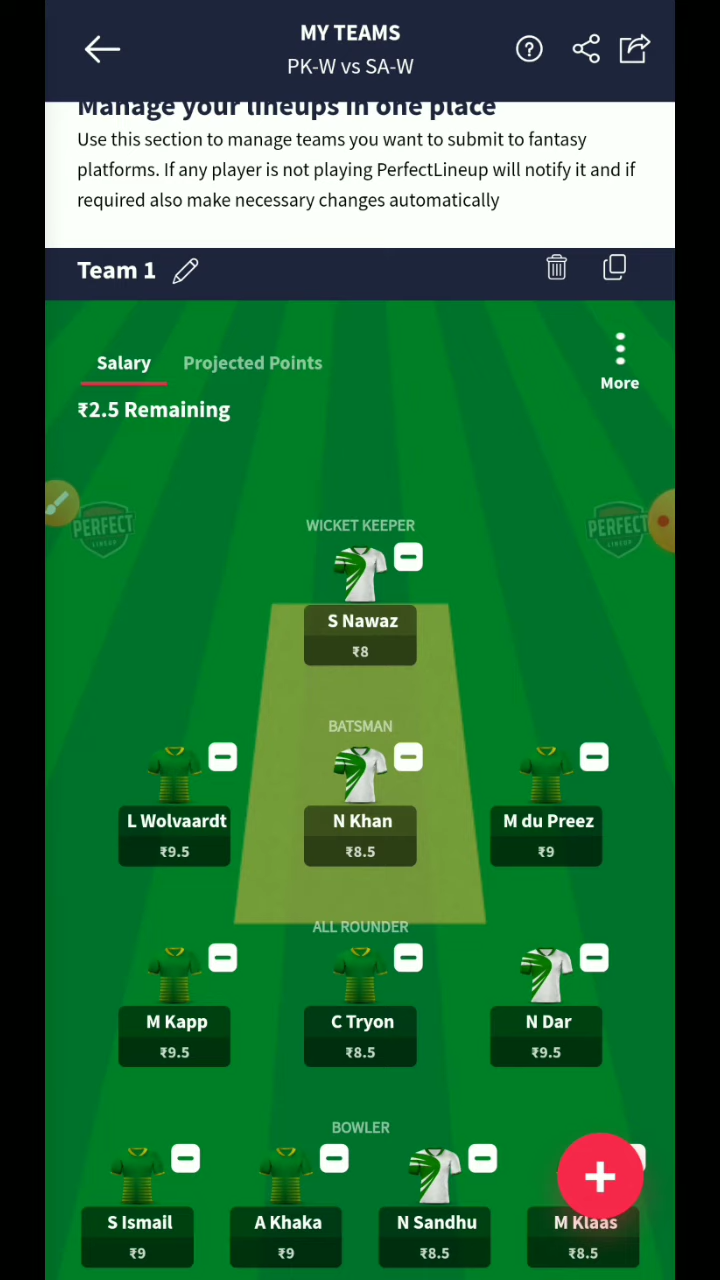 MY TEAMS
PK-W vs SA-W
Manage your lineups in one place
Use this section to manage teams you want to submit to fantasy
platforms. If any player is not playing PerfectLineup will notify it and if
required also make necessary changes automatically
Team 1
Salary Projected Points
More
₹2.5 Remaining
PERFECT LINEUP PERFECT LINEUP
WICKET KEEPER
S Nawaz
₹8
BATSMAN
L Wolvaardt N Khan M du Preez
₹9.5 ₹8.5 ₹9
ALL ROUNDER
M Kapp C Tryon N Dar
₹9.5 ₹8.5 ₹9.5
BOWLER
S Ismail A Khaka N Sandhu M Klaas
₹9 ₹9 ₹8.5 ₹8.5